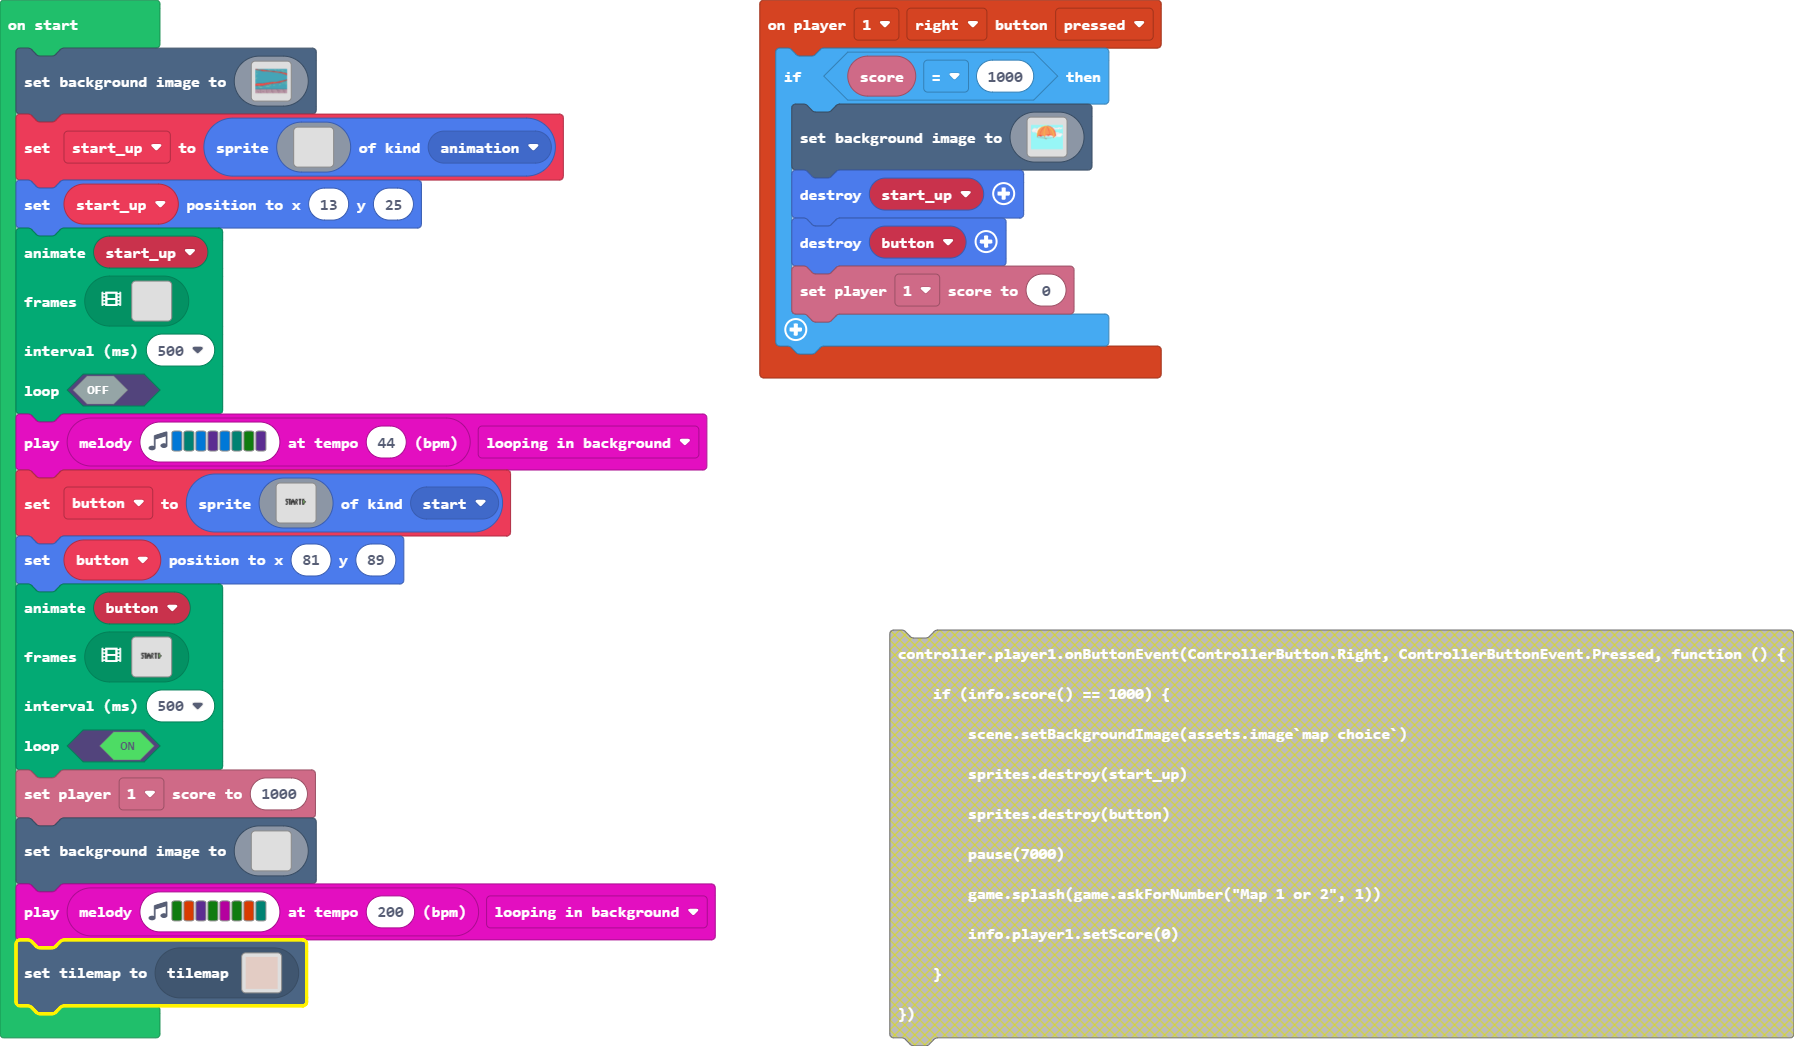 on start
set background image to
set start_up to sprite of kind animation
set start_up position to x 13 y 25
animate start_up
frames
interval (ms) 500
loop OFF
play melody at tempo 44 (bpm) looping in background
set button to sprite START of kind start
set button position to x 81 y 89
animate button
frames START
interval (ms) 500
loop ON
set player 1 score to 1000
set background image to
play melody at tempo 200 (bpm) looping in background
set tilemap to tilemap
on player 1 right button pressed
if score = 1000 then
set background image to
destroy start_up
destroy button
set player 1 score to 0
controller.player1.onButtonEvent(ControllerButton.Right, ControllerButtonEvent.Pressed, function () {
if (info.score() == 1000) {
scene.setBackgroundImage(assets.image`map choice`)
sprites.destroy(start_up)
sprites.destroy(button)
pause(7000)
game.splash(game.askForNumber("Map 1 or 2", 1))
info.player1.setScore(0)
}
})